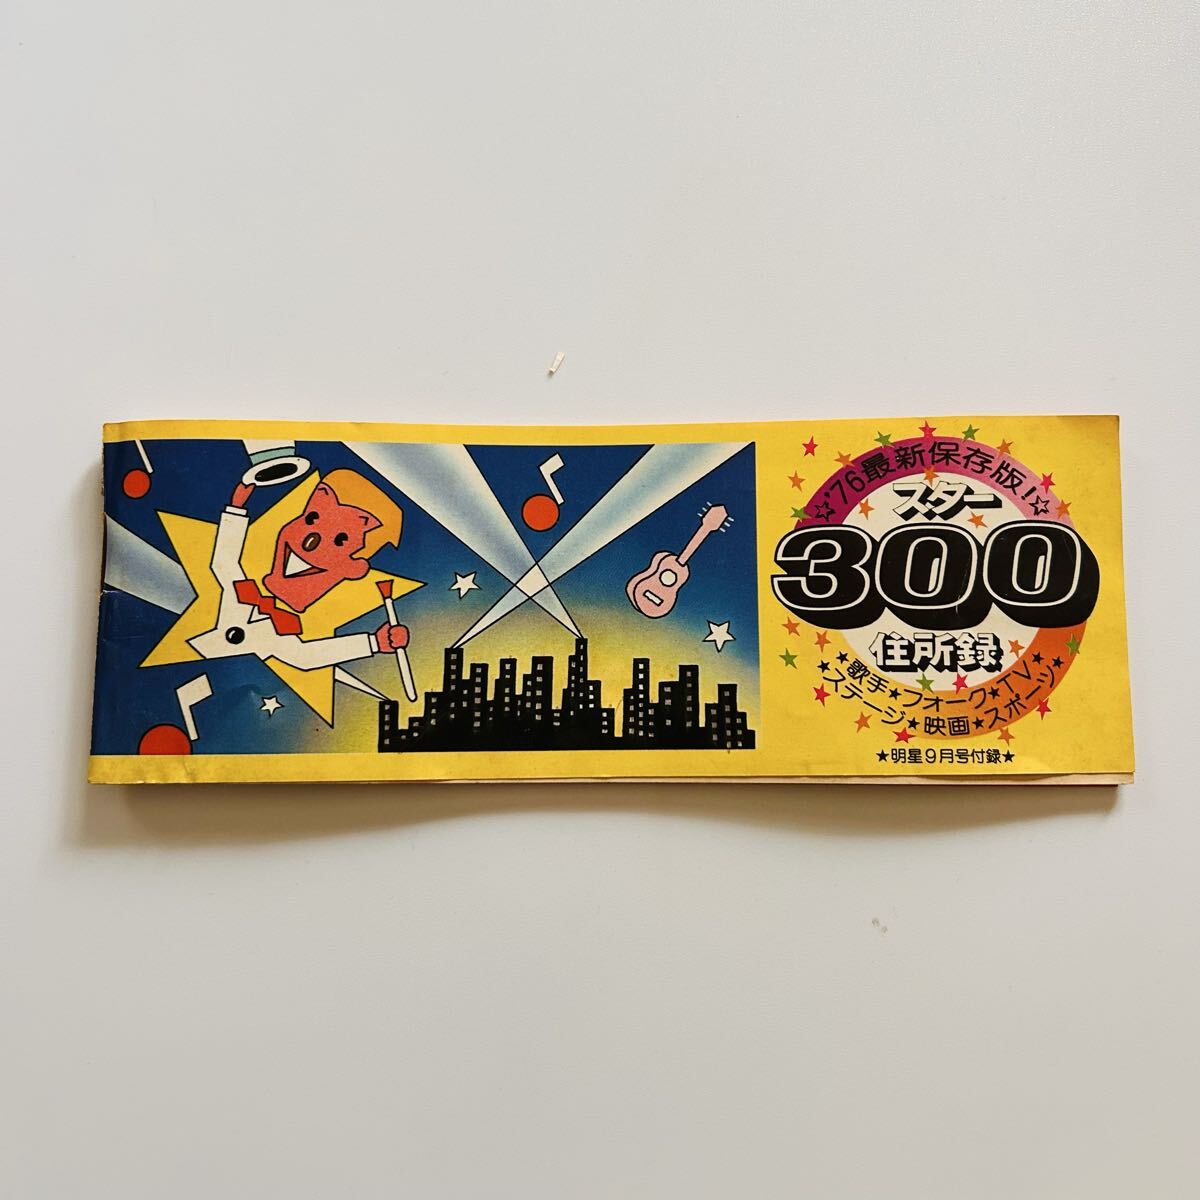 ☆'76最新保存版!☆
スター
300
住所録
★歌手★フォーク★TV★
★ステージ★映画★スポーツ★
★明星9月号付録★